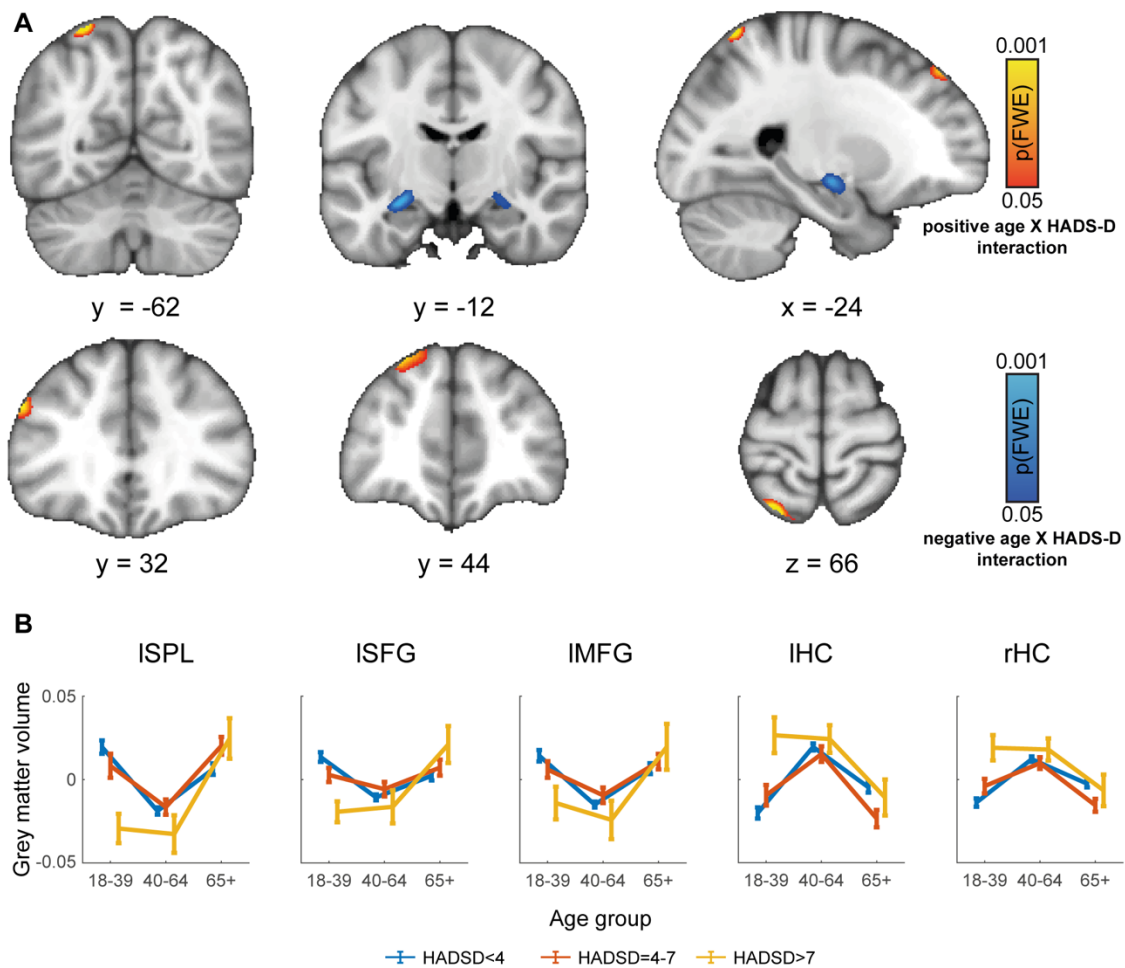 A
0.001
p(FWE)
0.05
positive age X HADS-D
interaction
y = -62
y = -12
x = -24
0.001
p(FWE)
0.05
negative age X HADS-D
interaction
y = 32
y = 44
z = 66
B
lSPL
lSFG
lMFG
lHC
rHC
Grey matter volume
0.05
0
-0.05
18-39 40-64 65+
18-39 40-64 65+
18-39 40-64 65+
18-39 40-64 65+
18-39 40-64 65+
Age group
HADSD<4 HADSD=4-7 HADSD>7